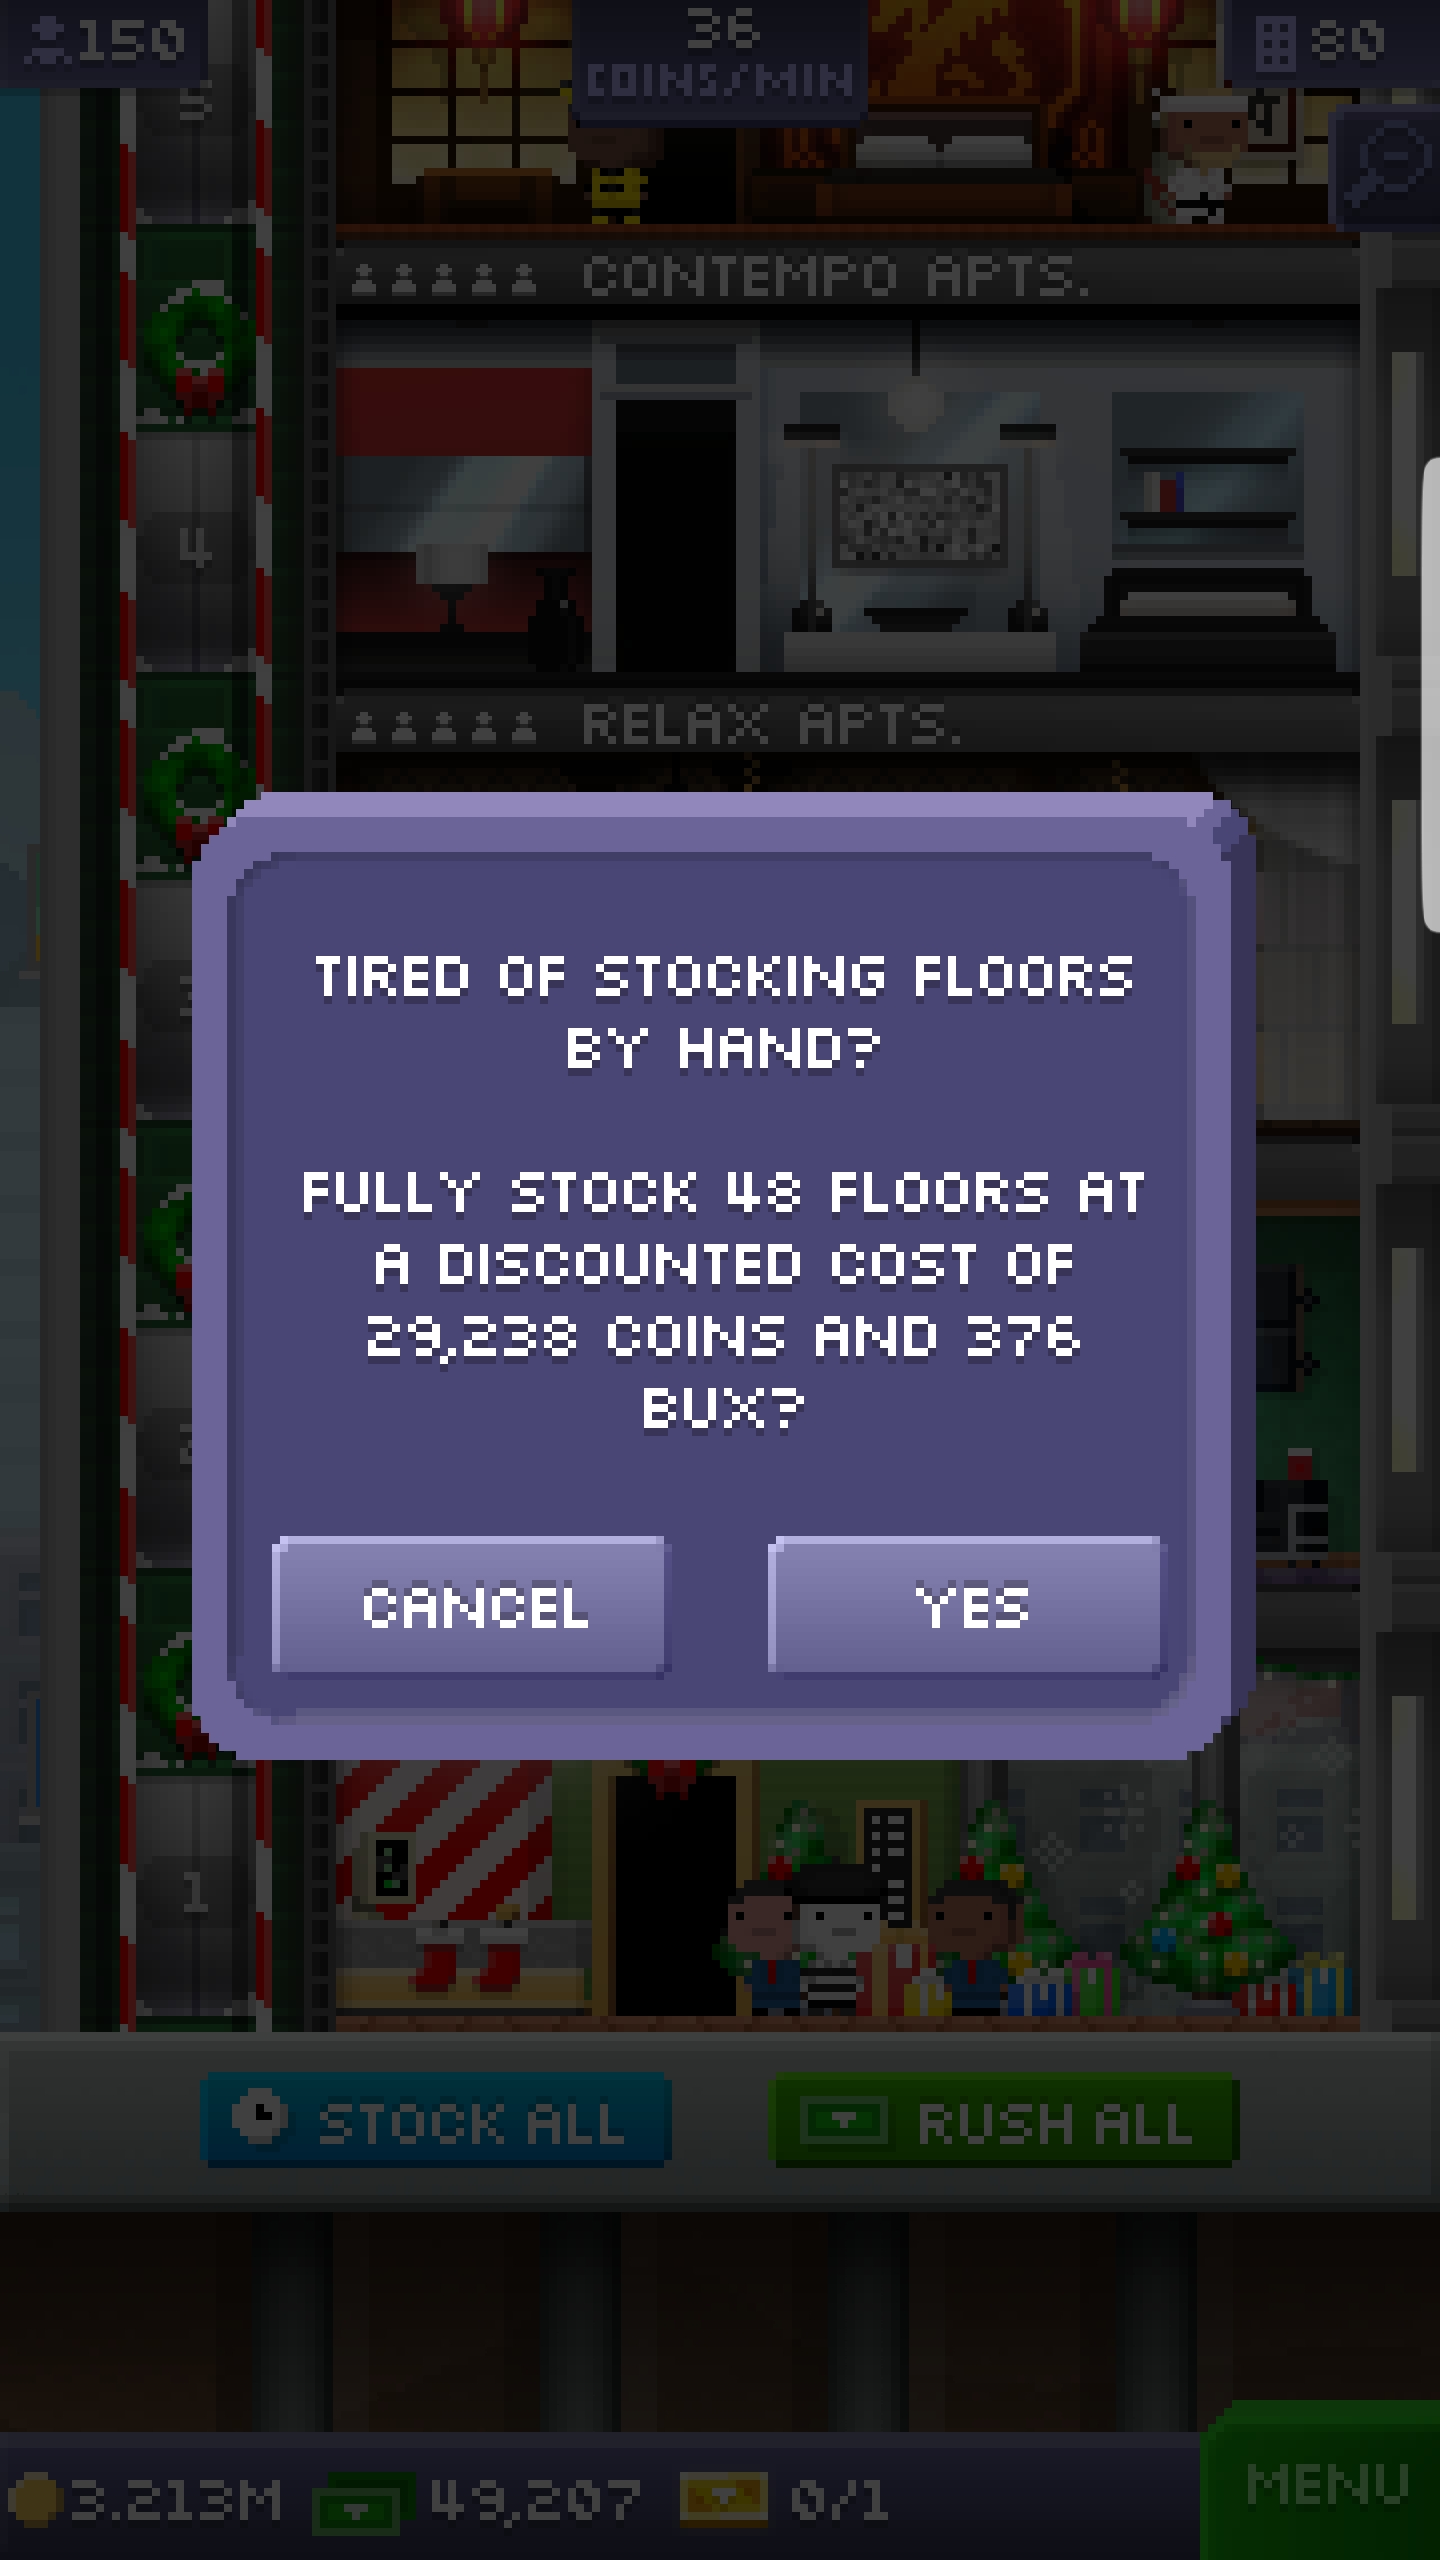 150
36
COINS/MIN
80
5
CONTEMPO APTS.
4
RELAX APTS.
TIRED OF STOCKING FLOORS
BY HAND?
FULLY STOCK 48 FLOORS AT
A DISCOUNTED COST OF
29,238 COINS AND 376
BUX?
CANCEL
YES
1
STOCK ALL
RUSH ALL
3.213M
49,207
0/1
MENU